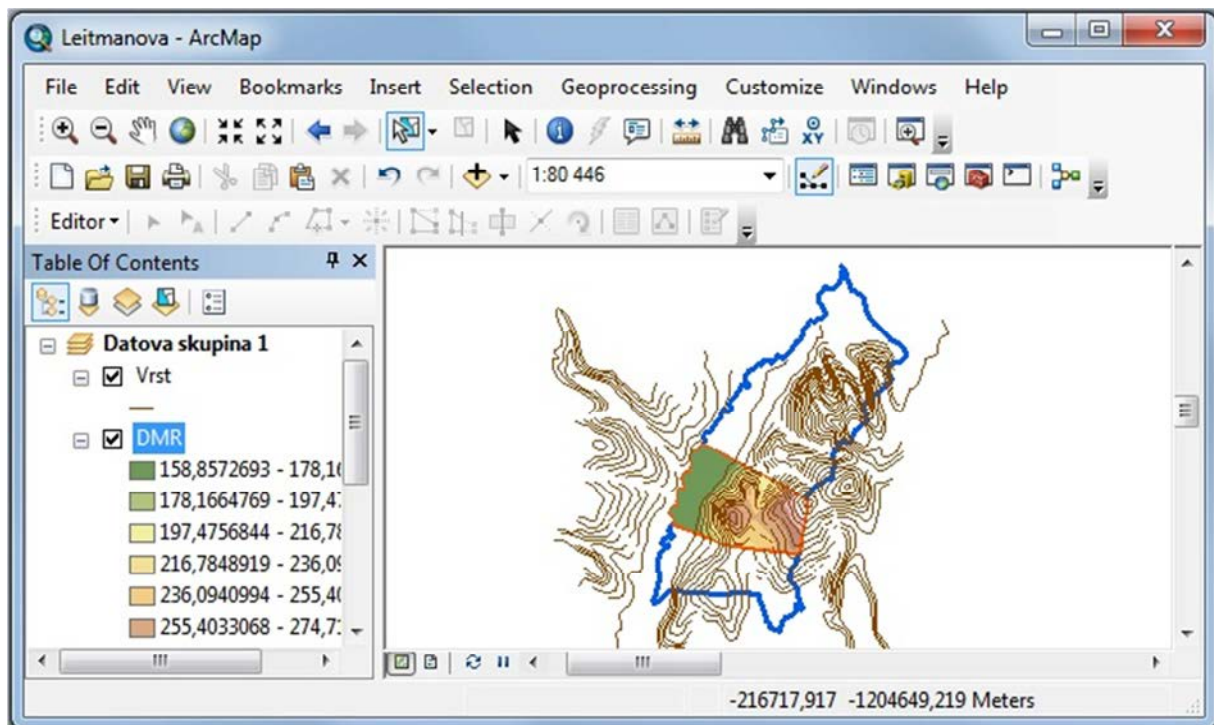 Leitmanova - ArcMap
File Edit View Bookmarks Insert Selection Geoprocessing Customize Windows Help
XY
1:80 446
Editor
Table Of Contents
Datova skupina 1
Vrst
DMR
158,8572693 - 178,16
178,1664769 - 197,47
197,4756844 - 216,78
216,7848919 - 236,09
236,0940994 - 255,40
255,4033068 - 274,71
-216717,917 -1204649,219 Meters